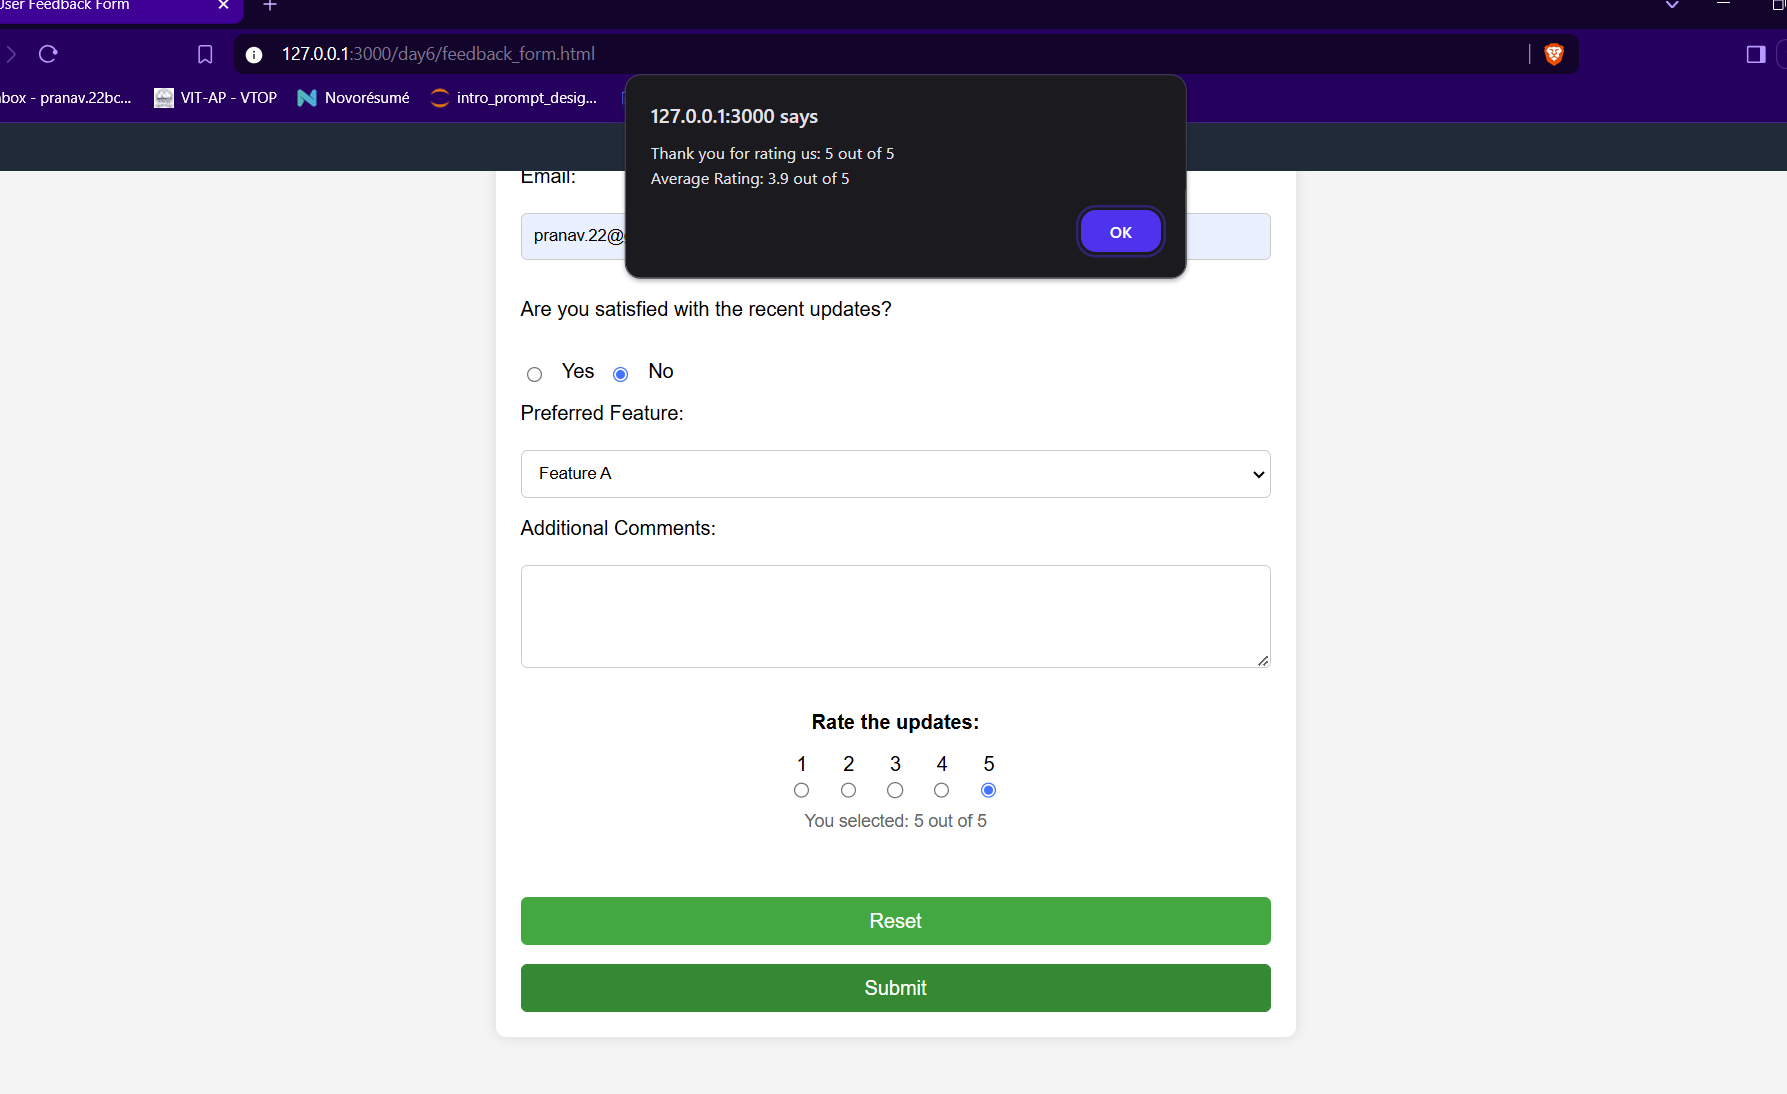 User Feedback Form
127.0.0.1:3000/day6/feedback_form.html
box - pranav.22bc... VIT-AP - VTOP Novorésumé intro_prompt_desig...
127.0.0.1:3000 says
Thank you for rating us: 5 out of 5
Average Rating: 3.9 out of 5
OK
Email:
pranav.22@
Are you satisfied with the recent updates?
Yes No
Preferred Feature:
Feature A
Additional Comments:
Rate the updates:
1 2 3 4 5
You selected: 5 out of 5
Reset
Submit